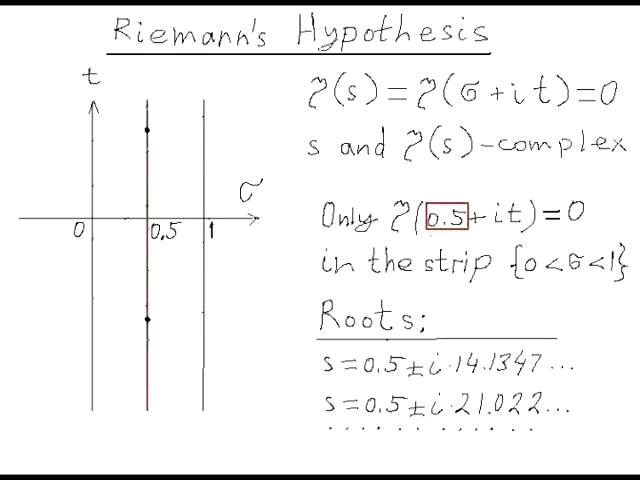 Riemann's Hypothesis
t
σ
0
0.5
1
ζ(s)=ζ(σ+it)=0
s and ζ(s)-complex
Only ζ(0.5+it)=0
in the strip {0<σ<1}
Roots:
s=0.5±i·14.1347...
s=0.5±i·21.022...
. . . . . . . . . . . .